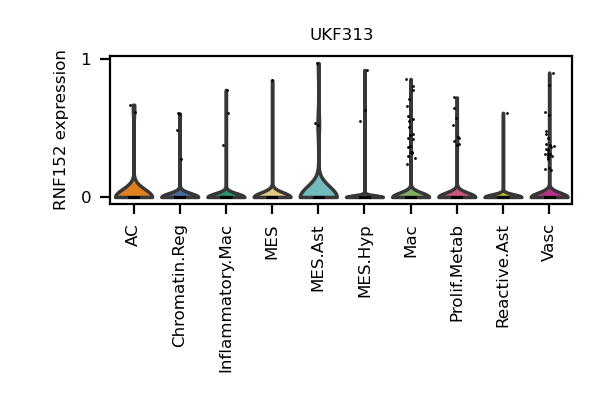 UKF313
RNF152 expression
1
0
AC
Chromatin.Reg
Inflammatory.Mac
MES
MES.Ast
MES.Hyp
Mac
Prolif.Metab
Reactive.Ast
Vasc